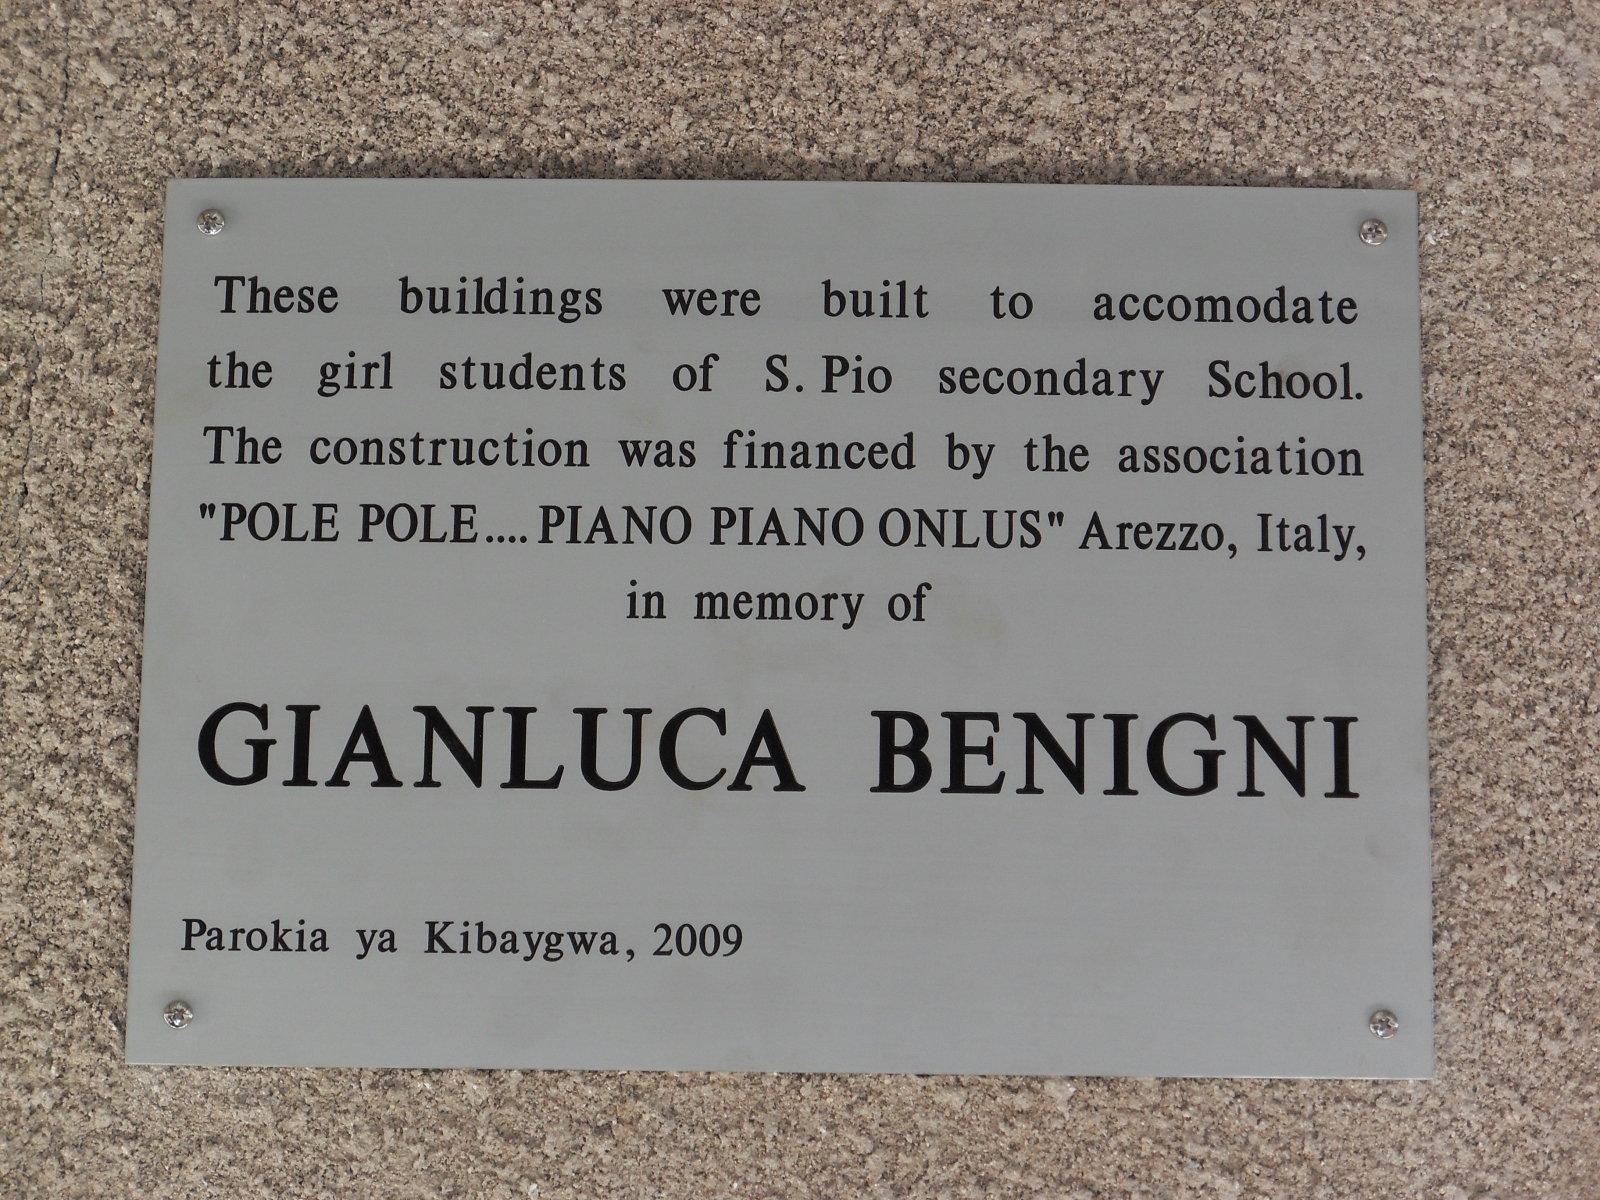 These buildings were built to accomodate
the girl students of S. Pio secondary School.
The construction was financed by the association
"POLE POLE.... PIANO PIANO ONLUS" Arezzo, Italy,
in memory of
GIANLUCA BENIGNI
Parokia ya Kibaygwa, 2009